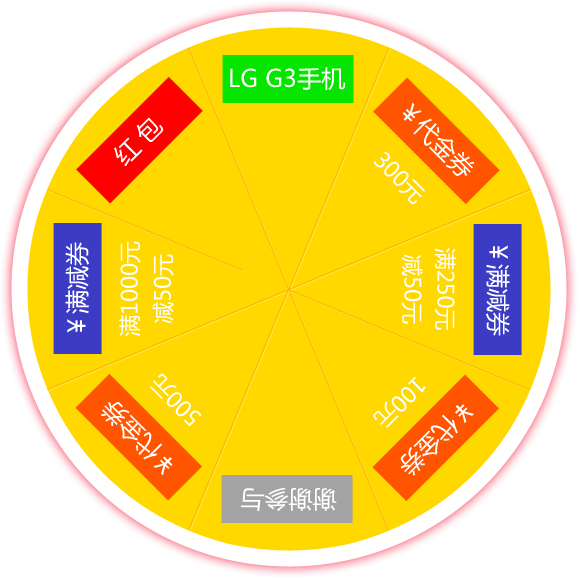 LG G3手机
¥代金券
300元
¥满减券
满250元
减50元
¥代金券
100元
谢谢参与
¥代金券
500元
¥满减券
满1000元
减50元
红包